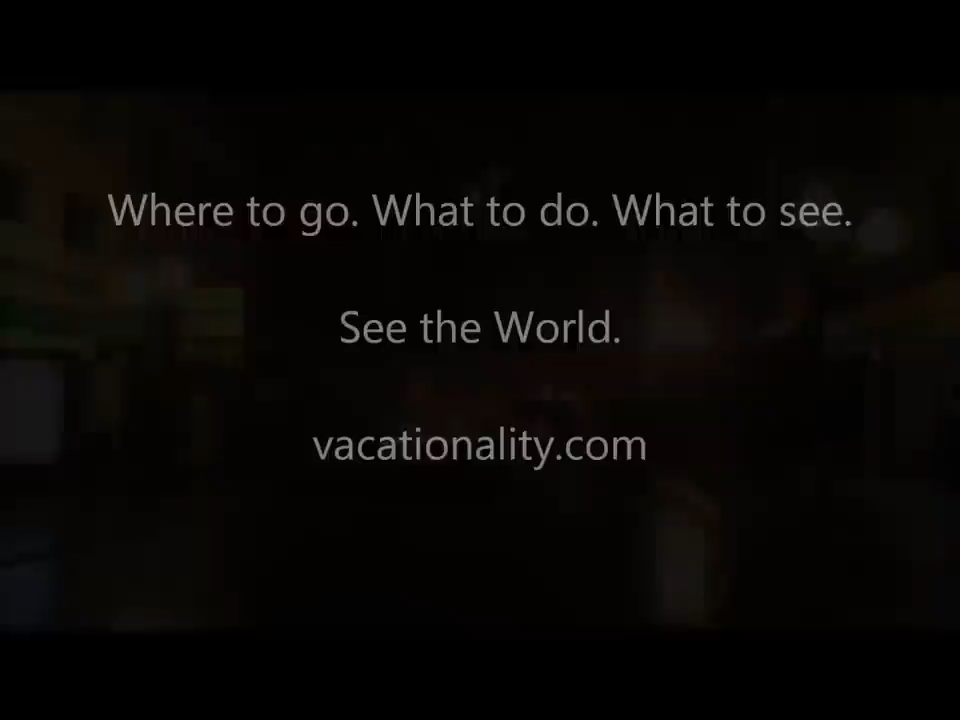 Where to go. What to do. What to see.
See the World.
vacationality.com